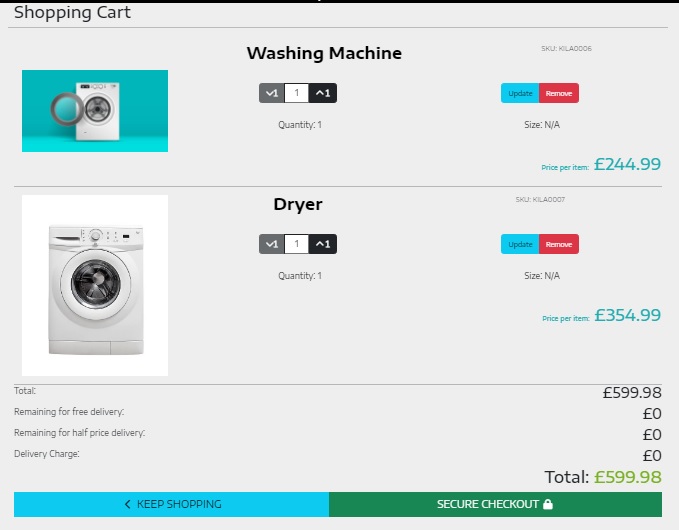 Shopping Cart
Washing Machine
SKU: KILA0006
1 1 1
Update Remove
Quantity: 1
Size: N/A
Price per item: £244.99
Dryer
SKU: KILA0007
1 1 1
Update Remove
Quantity: 1
Size: N/A
Price per item: £354.99
Total: £599.98
Remaining for free delivery: £0
Remaining for half price delivery: £0
Delivery Charge: £0
Total: £599.98
KEEP SHOPPING
SECURE CHECKOUT